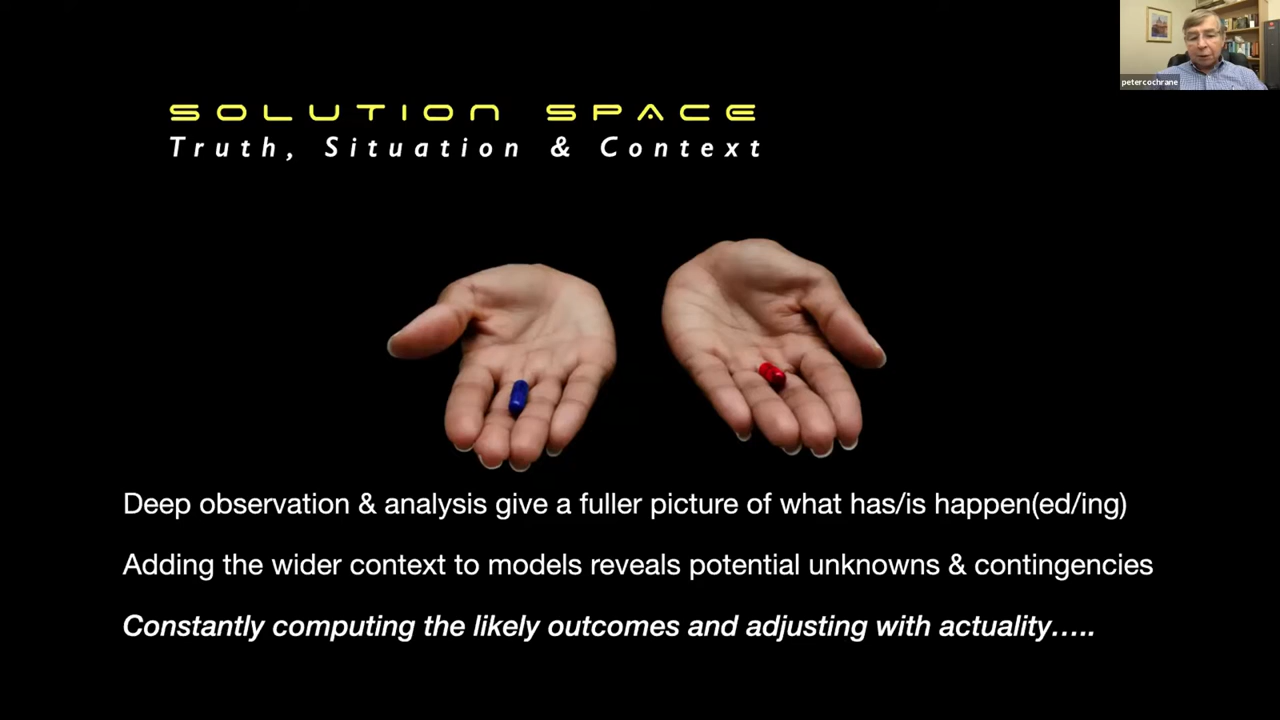 SOLUTION SPACE
Truth, Situation & Context
petercochrane
Deep observation & analysis give a fuller picture of what has/is happen(ed/ing)
Adding the wider context to models reveals potential unknowns & contingencies
Constantly computing the likely outcomes and adjusting with actuality…..